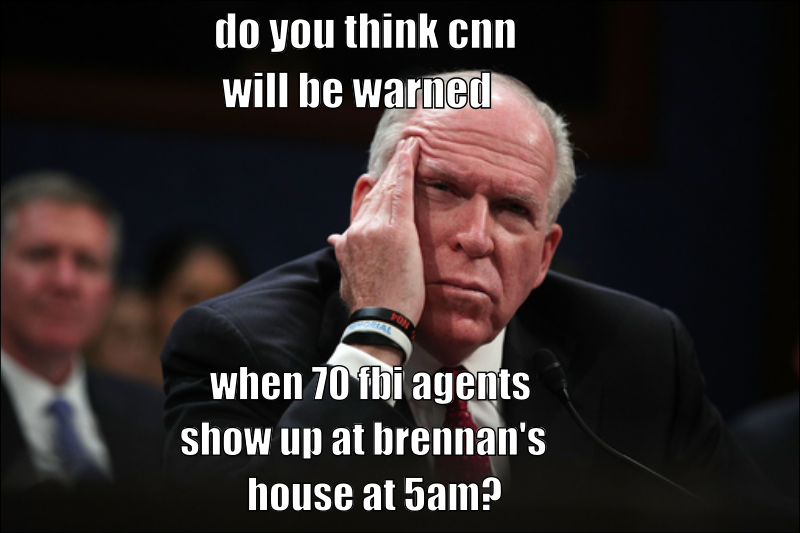 do you think cnn
will be warned
when 70 fbi agents
show up at brennan's
house at 5am?